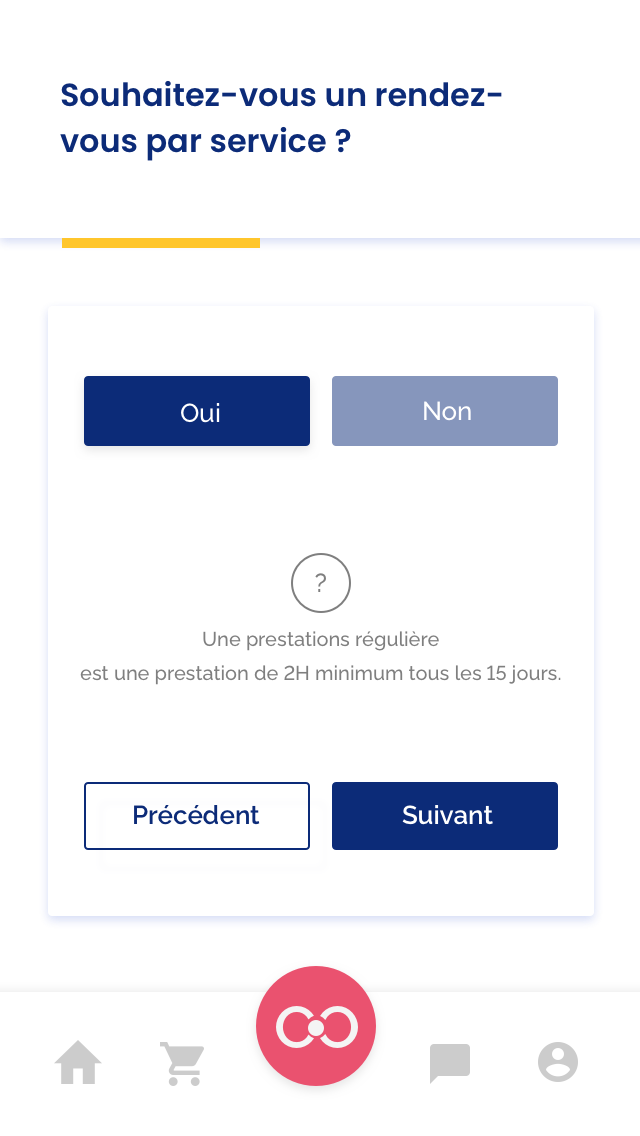 Souhaitez-vous un rendez-
vous par service ?
Oui
Non
?
Une prestations régulière
est une prestation de 2H minimum tous les 15 jours.
Précédent
Suivant